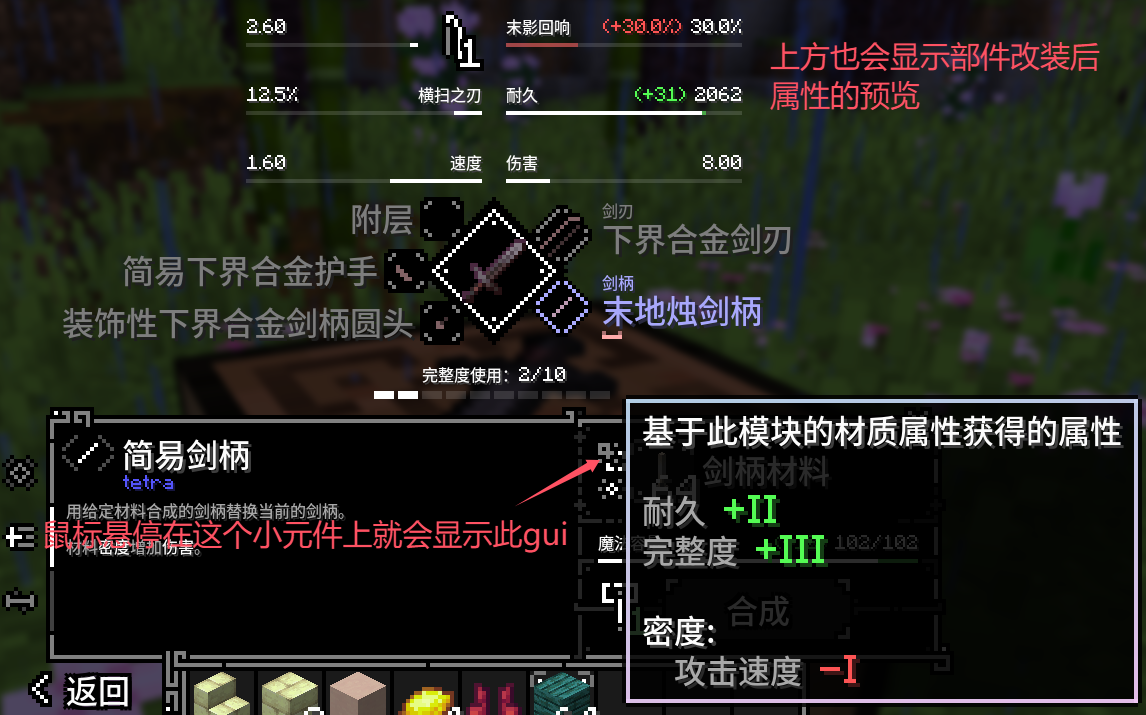 2.60
末影回响 (+30.0%) 30.0%
1
上方也会显示部件改装后
属性的预览
12.5% 横扫之刃
耐久 (+31) 2062
1.60 速度
伤害 8.00
附层
剑刃
下界合金剑刃
简易下界合金护手
剑柄
末地烛剑柄
装饰性下界合金剑柄圆头
完整度使用: 2/10
简易剑柄
tetra
用给定材料合成的剑柄替换当前的剑柄。
鼠标悬停在这个小元件上就会显示此gui
材料密度增加伤害。
基于此模块的材质属性获得的属性
剑柄材料
耐久 +II
完整度 +III
魔法容
102/102
合成
密度:
攻击速度 -I
返回